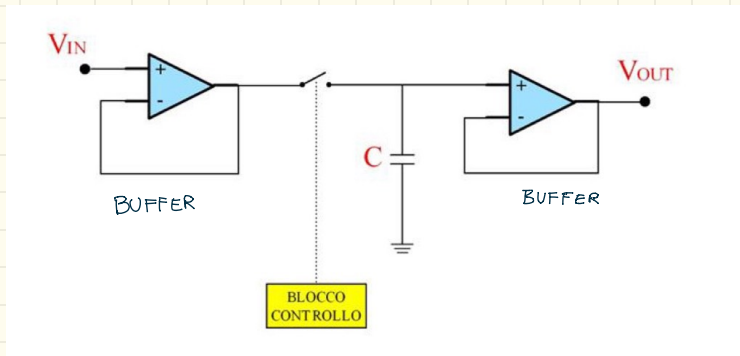 VIN
+
-
VOUT
+
-
C
BUFFER
BUFFER
BLOCCO
CONTROLLO